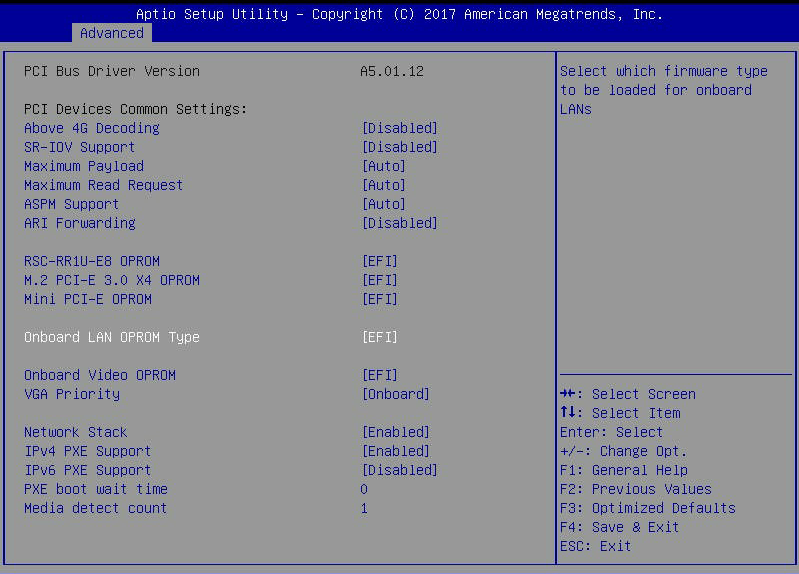 Aptio Setup Utility – Copyright (C) 2017 American Megatrends, Inc.
Advanced
PCI Bus Driver Version A5.01.12
PCI Devices Common Settings:
Above 4G Decoding [Disabled]
SR-IOV Support [Disabled]
Maximum Payload [Auto]
Maximum Read Request [Auto]
ASPM Support [Auto]
ARI Forwarding [Disabled]
RSC-RR1U-E8 OPROM [EFI]
M.2 PCI-E 3.0 X4 OPROM [EFI]
Mini PCI-E OPROM [EFI]
Onboard LAN OPROM Type [EFI]
Onboard Video OPROM [EFI]
VGA Priority [Onboard]
Network Stack [Enabled]
IPv4 PXE Support [Enabled]
IPv6 PXE Support [Disabled]
PXE boot wait time 0
Media detect count 1
Select which firmware type
to be loaded for onboard
LANs
→←: Select Screen
↑↓: Select Item
Enter: Select
+/-: Change Opt.
F1: General Help
F2: Previous Values
F3: Optimized Defaults
F4: Save & Exit
ESC: Exit